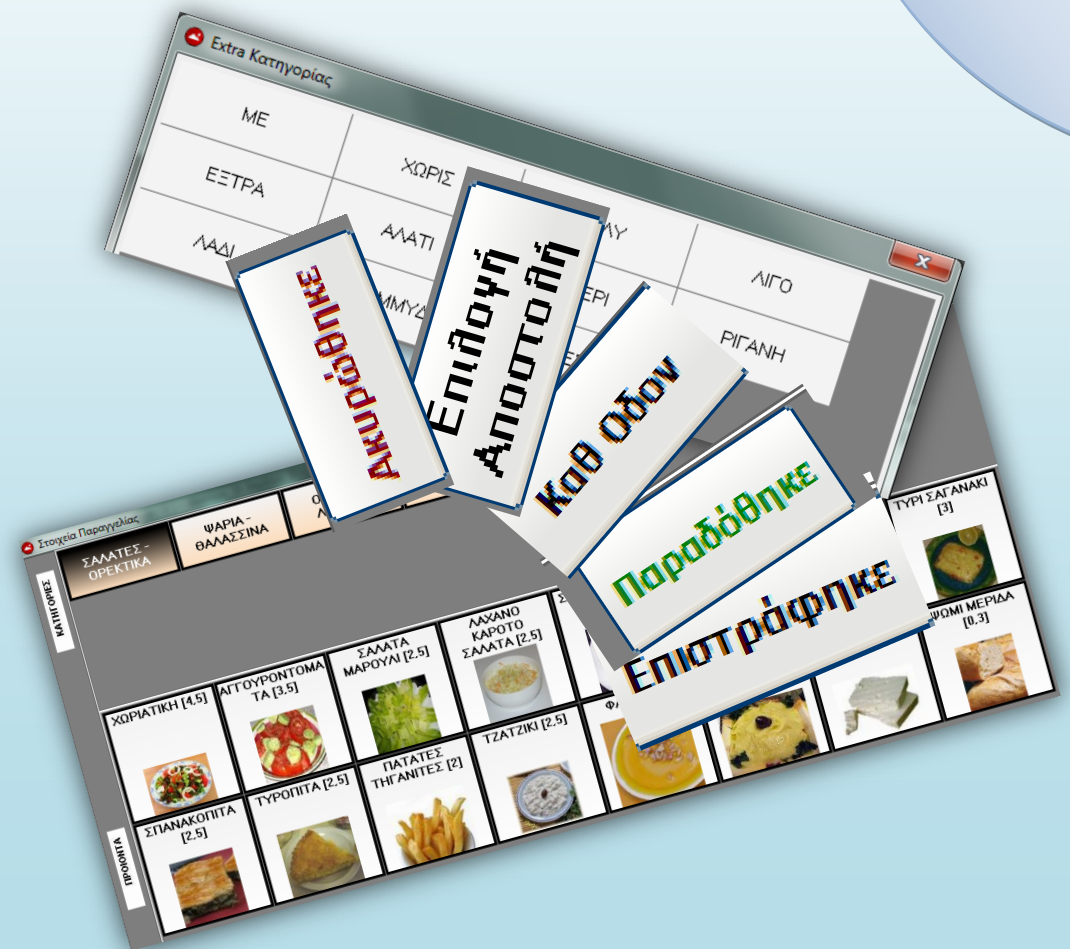 Extra Κατηγορίας
ΜΕ
ΧΩΡΙΣ
ΛΙΓΟ
ΕΞΤΡΑ
ΑΛΑΤΙ
ΡΙΓΑΝΗ
ΛΑΔΙ
Ακυρώθηκε
Επιλογή
Αποστολή
Καθ Οδον
Παραδόθηκε
Επιστράφηκε
Στοιχεία Παραγγελίας
ΚΑΤΗΓΟΡΙΕΣ
ΣΑΛΑΤΕΣ -
ΟΡΕΚΤΙΚΑ
ΨΑΡΙΑ -
ΘΑΛΑΣΣΙΝΑ
ΠΡΟΙΟΝΤΑ
ΧΩΡΙΑΤΙΚΗ [4,5]
ΑΓΓΟΥΡΟΝΤΟΜΑ
ΤΑ [3,5]
ΣΑΛΑΤΑ
ΜΑΡΟΥΛΙ [2,5]
ΛΑΧΑΝΟ
ΚΑΡΟΤΟ
ΣΑΛΑΤΑ [2,5]
ΤΥΡΙ ΣΑΓΑΝΑΚΙ
[3]
ΣΠΑΝΑΚΟΠΙΤΑ
[2,5]
ΤΥΡΟΠΙΤΑ [2,5]
ΠΑΤΑΤΕΣ
ΤΗΓΑΝΙΤΕΣ [2]
ΤΖΑΤΖΙΚΙ [2,5]
ΨΩΜΙ ΜΕΡΙΔΑ
[0,3]